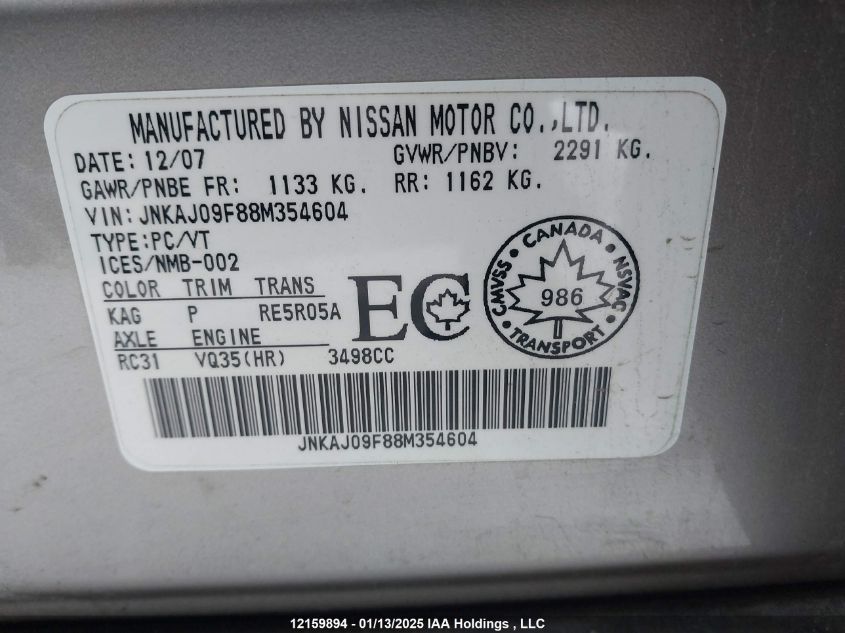 MANUFACTURED BY NISSAN MOTOR CO.,LTD.
DATE: 12/07 GVWR/PNBV: 2291 KG.
GAWR/PNBE FR: 1133 KG. RR: 1162 KG.
VIN: JNKAJ09F88M354604
TYPE:PC/VT
ICES/NMB-002
COLOR TRIM TRANS
KAG P RE5R05A
AXLE ENGINE
RC31 VQ35(HR) 3498CC
EC
CANADA
CMVSS 986 NSVAC
TRANSPORT
JNKAJ09F88M354604
12159894 - 01/13/2025 IAA Holdings , LLC